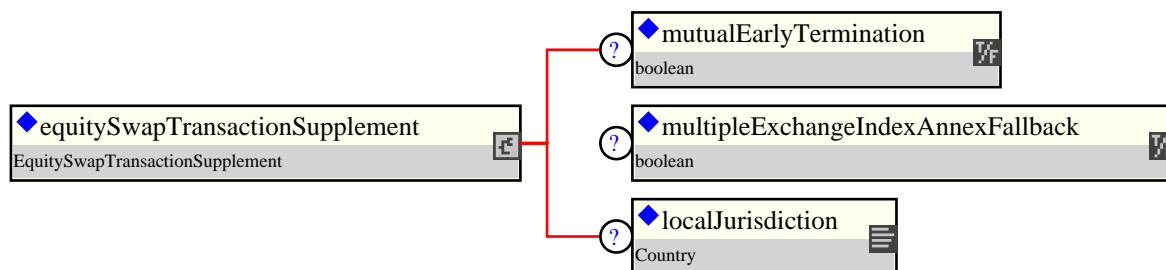 ? mutualEarlyTermination
boolean
equitySwapTransactionSupplement
EquitySwapTransactionSupplement
? multipleExchangeIndexAnnexFallback
boolean
? localJurisdiction
Country